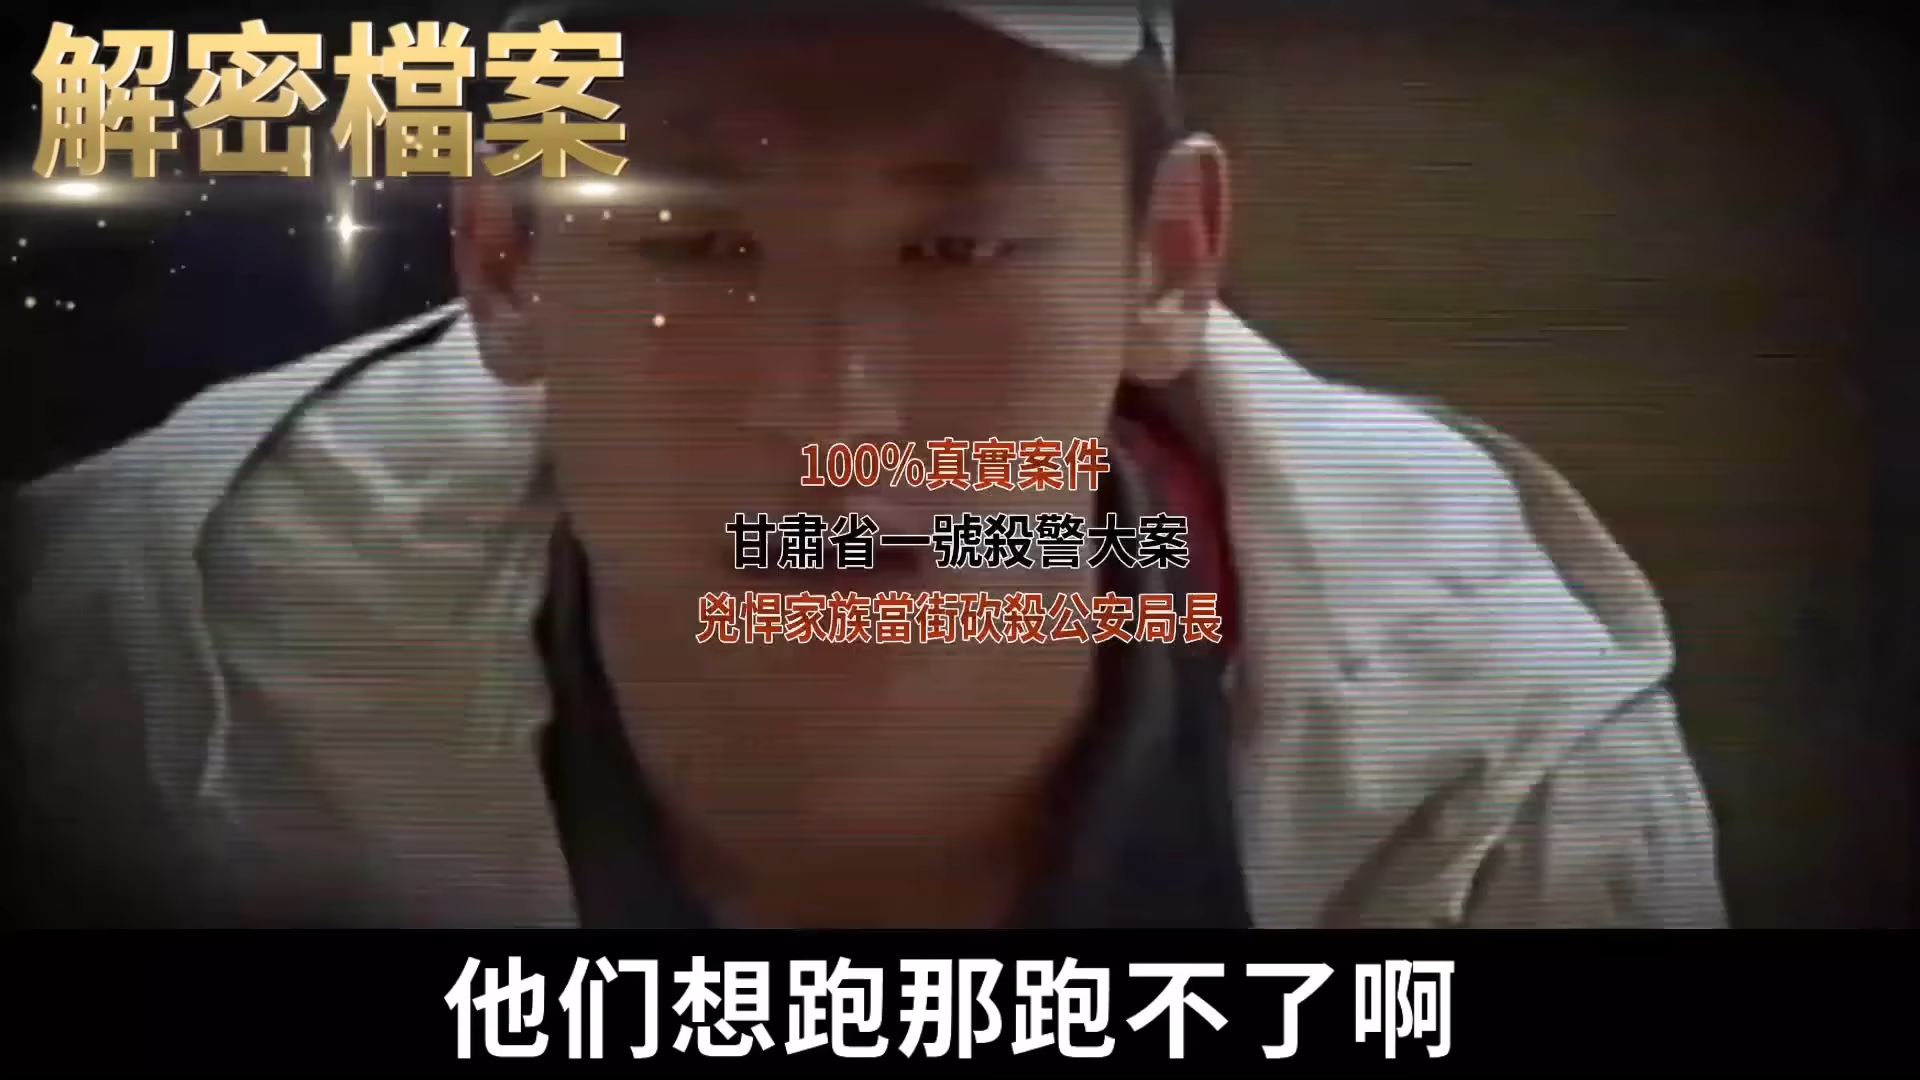 解密檔案
100%真實案件
甘肅省一號殺警大案
兇悍家族當街砍殺公安局長
他们想跑那跑不了啊